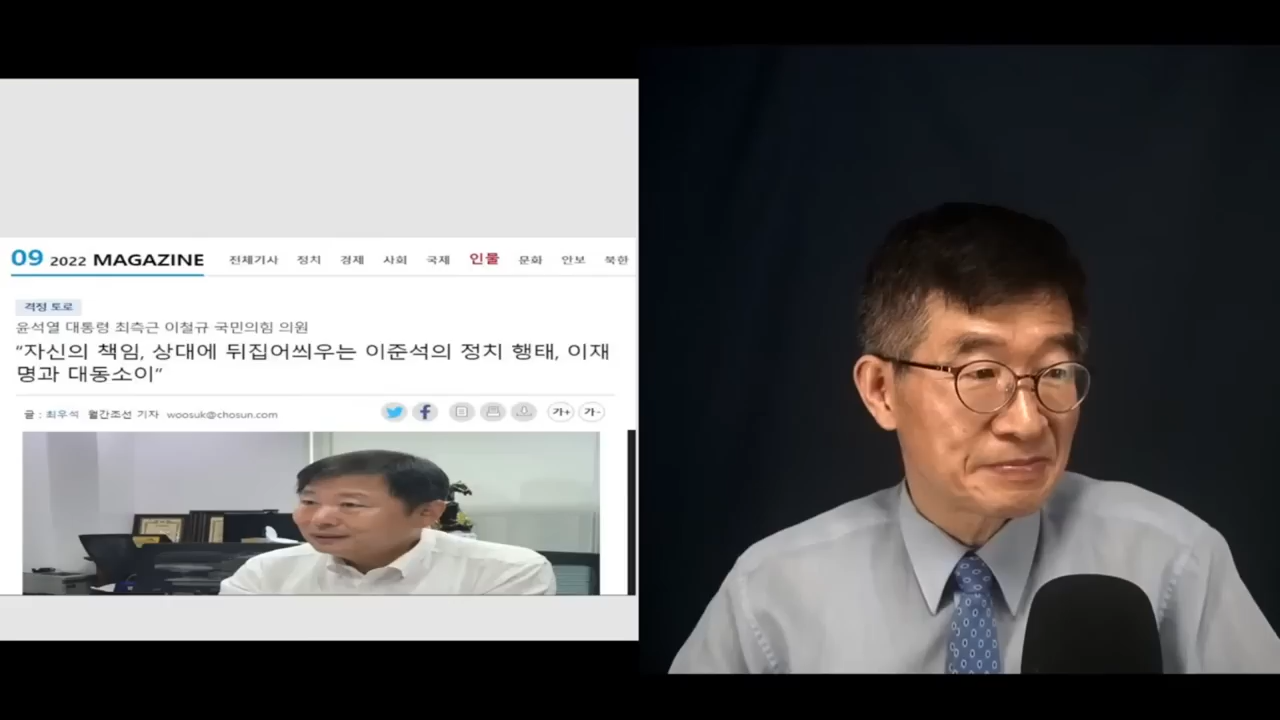 09 2022 MAGAZINE 전체기사 정치 경제 사회 국제 인물 문화 안보 북한
격정 토로
윤석열 대통령 최측근 이철규 국민의힘 의원
“자신의 책임, 상대에 뒤집어씌우는 이준석의 정치 행태, 이재
명과 대동소이”
글 : 최우석 월간조선 기자 woosuk@chosun.com
가+ 가-